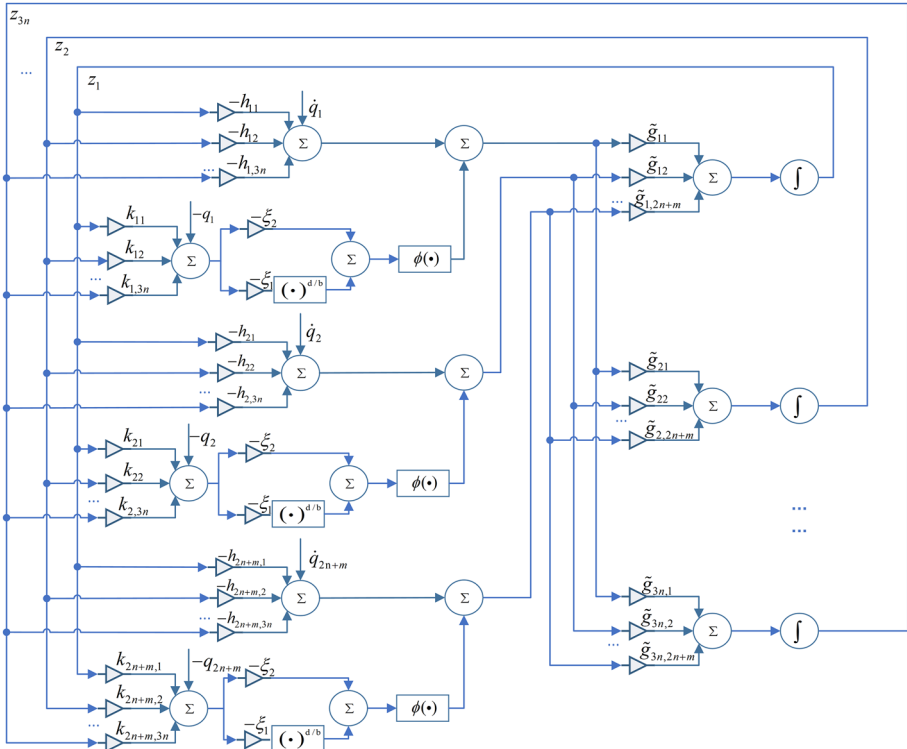 z3n
z2
...
z1
−h11
q̇1
−h12
...
−h1,3n
Σ
Σ
g̃11
g̃12
...
g̃1,2n+m
Σ
∫
k11
−q1
k12
...
k1,3n
Σ
−ξ2
−ξ1
(•)d/b
Σ
ϕ(•)
−h21
q̇2
−h22
...
−h2,3n
Σ
Σ
g̃21
g̃22
...
g̃2,2n+m
Σ
∫
k21
−q2
k22
...
k2,3n
Σ
−ξ2
−ξ1
(•)d/b
Σ
ϕ(•)
...
...
−h2n+m,1
q̇2n+m
−h2n+m,2
...
−h2n+m,3n
Σ
Σ
g̃3n,1
g̃3n,2
...
g̃3n,2n+m
Σ
∫
k2n+m,1
−q2n+m
k2n+m,2
...
k2n+m,3n
Σ
−ξ2
−ξ1
(•)d/b
Σ
ϕ(•)